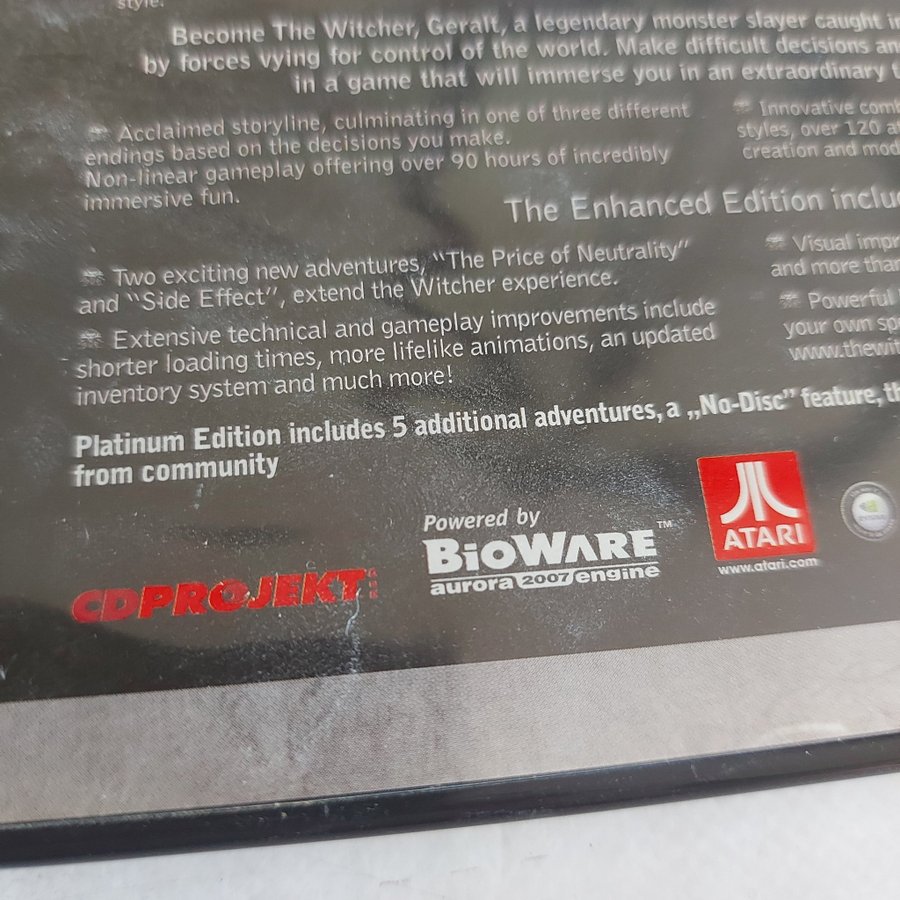 style.
Become The Witcher, Geralt, a legendary monster slayer caught in
by forces vying for control of the world. Make difficult decisions an
in a game that will immerse you in an extraordinary t
Acclaimed storyline, culminating in one of three different
endings based on the decisions you make.
Non-linear gameplay offering over 90 hours of incredibly
immersive fun.
Innovative comb
styles, over 120 a
creation and mod
The Enhanced Edition inclu
Two exciting new adventures, "The Price of Neutrality"
and "Side Effect", extend the Witcher experience.
Extensive technical and gameplay improvements include
shorter loading times, more lifelike animations, an updated
inventory system and much more!
Visual impr
and more than
Powerful
your own sp
www.thewit
Platinum Edition includes 5 additional adventures, a „No-Disc" feature, th
from community
CDPROJEKT
Powered by
BIOWARE™
aurora 2007 engine
ATARI
www.atari.com